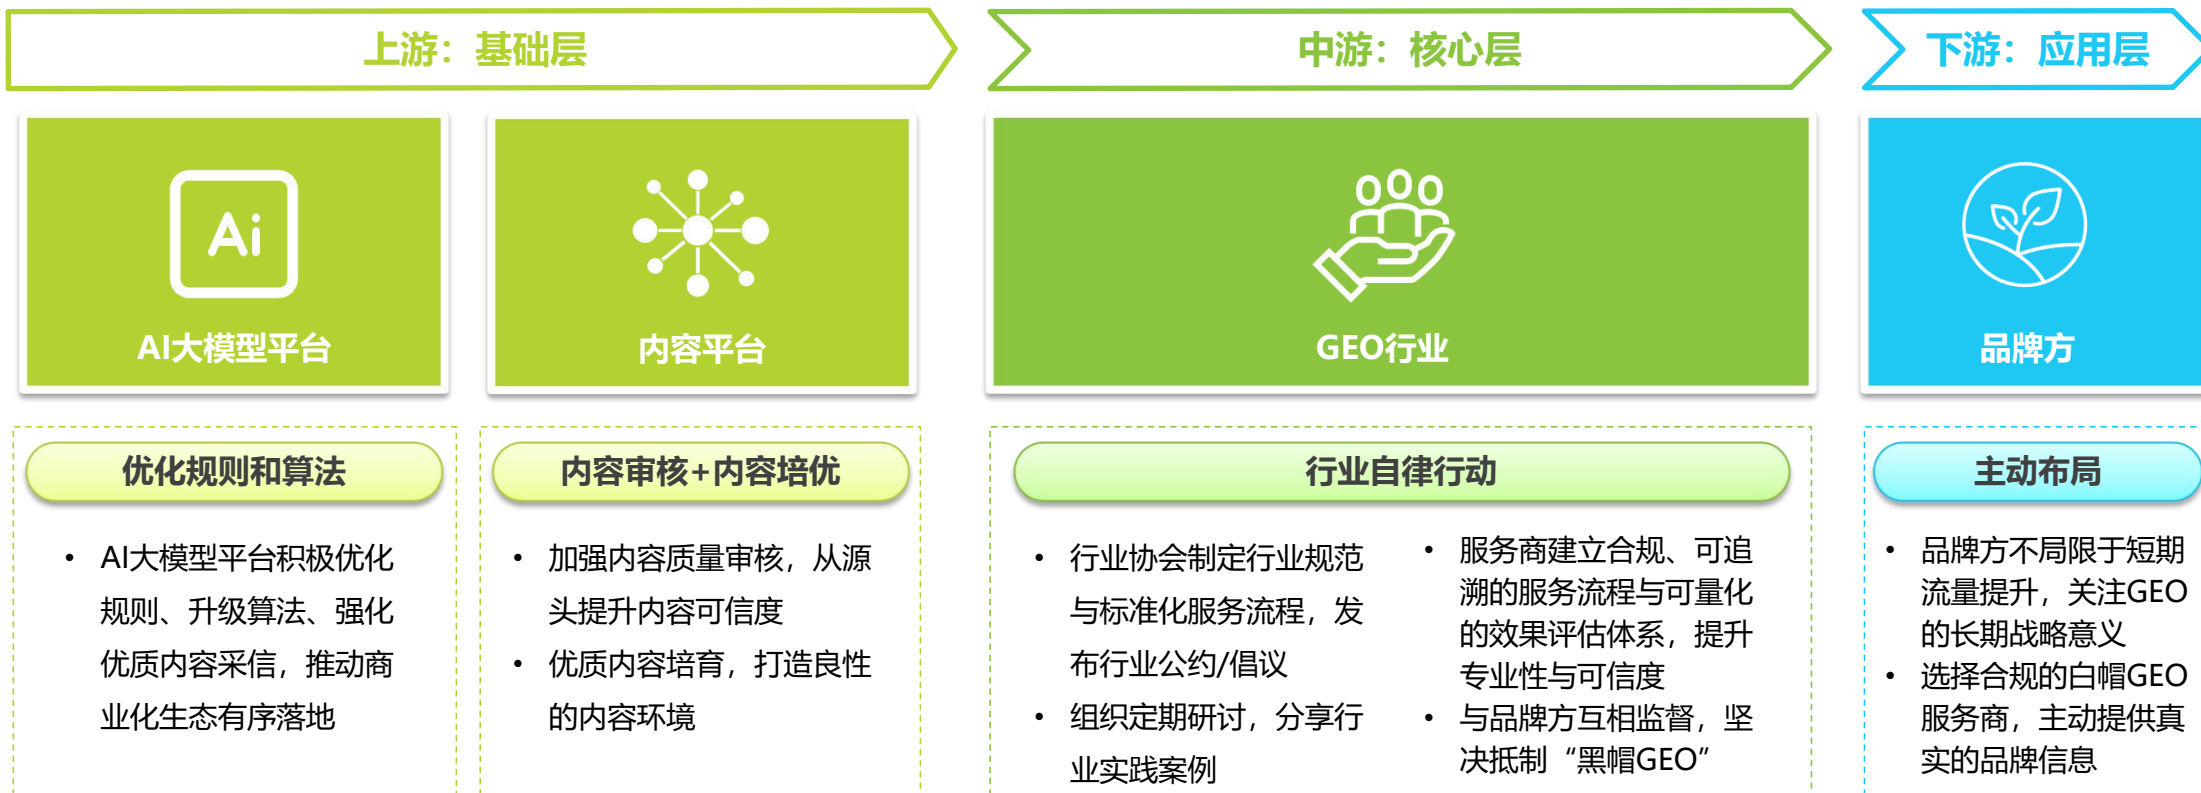 上游：基础层
中游：核心层
下游：应用层
Ai
AI大模型平台
内容平台
GEO行业
品牌方
优化规则和算法
内容审核+内容培优
行业自律行动
主动布局
• AI大模型平台积极优化
规则、升级算法、强化
优质内容采信，推动商
业化生态有序落地
• 加强内容质量审核，从源
头提升内容可信度
• 优质内容培育，打造良性
的内容环境
• 行业协会制定行业规范
与标准化服务流程，发
布行业公约/倡议
• 组织定期研讨，分享行
业实践案例
• 服务商建立合规、可追
溯的服务流程与可量化
的效果评估体系，提升
专业性与可信度
• 与品牌方互相监督，坚
决抵制“黑帽GEO”
• 品牌方不局限于短期
流量提升，关注GEO
的长期战略意义
• 选择合规的白帽GEO
服务商，主动提供真
实的品牌信息